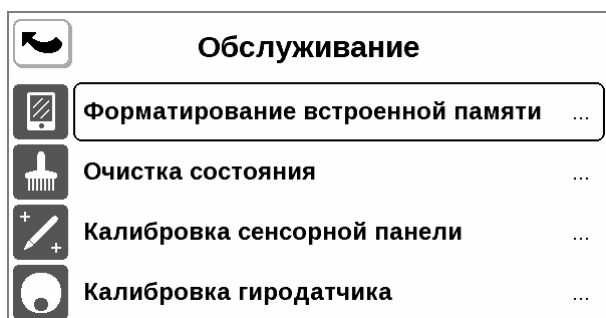 Обслуживание
Форматирование встроенной памяти ...
Очистка состояния ...
Калибровка сенсорной панели ...
Калибровка гиродатчика ...